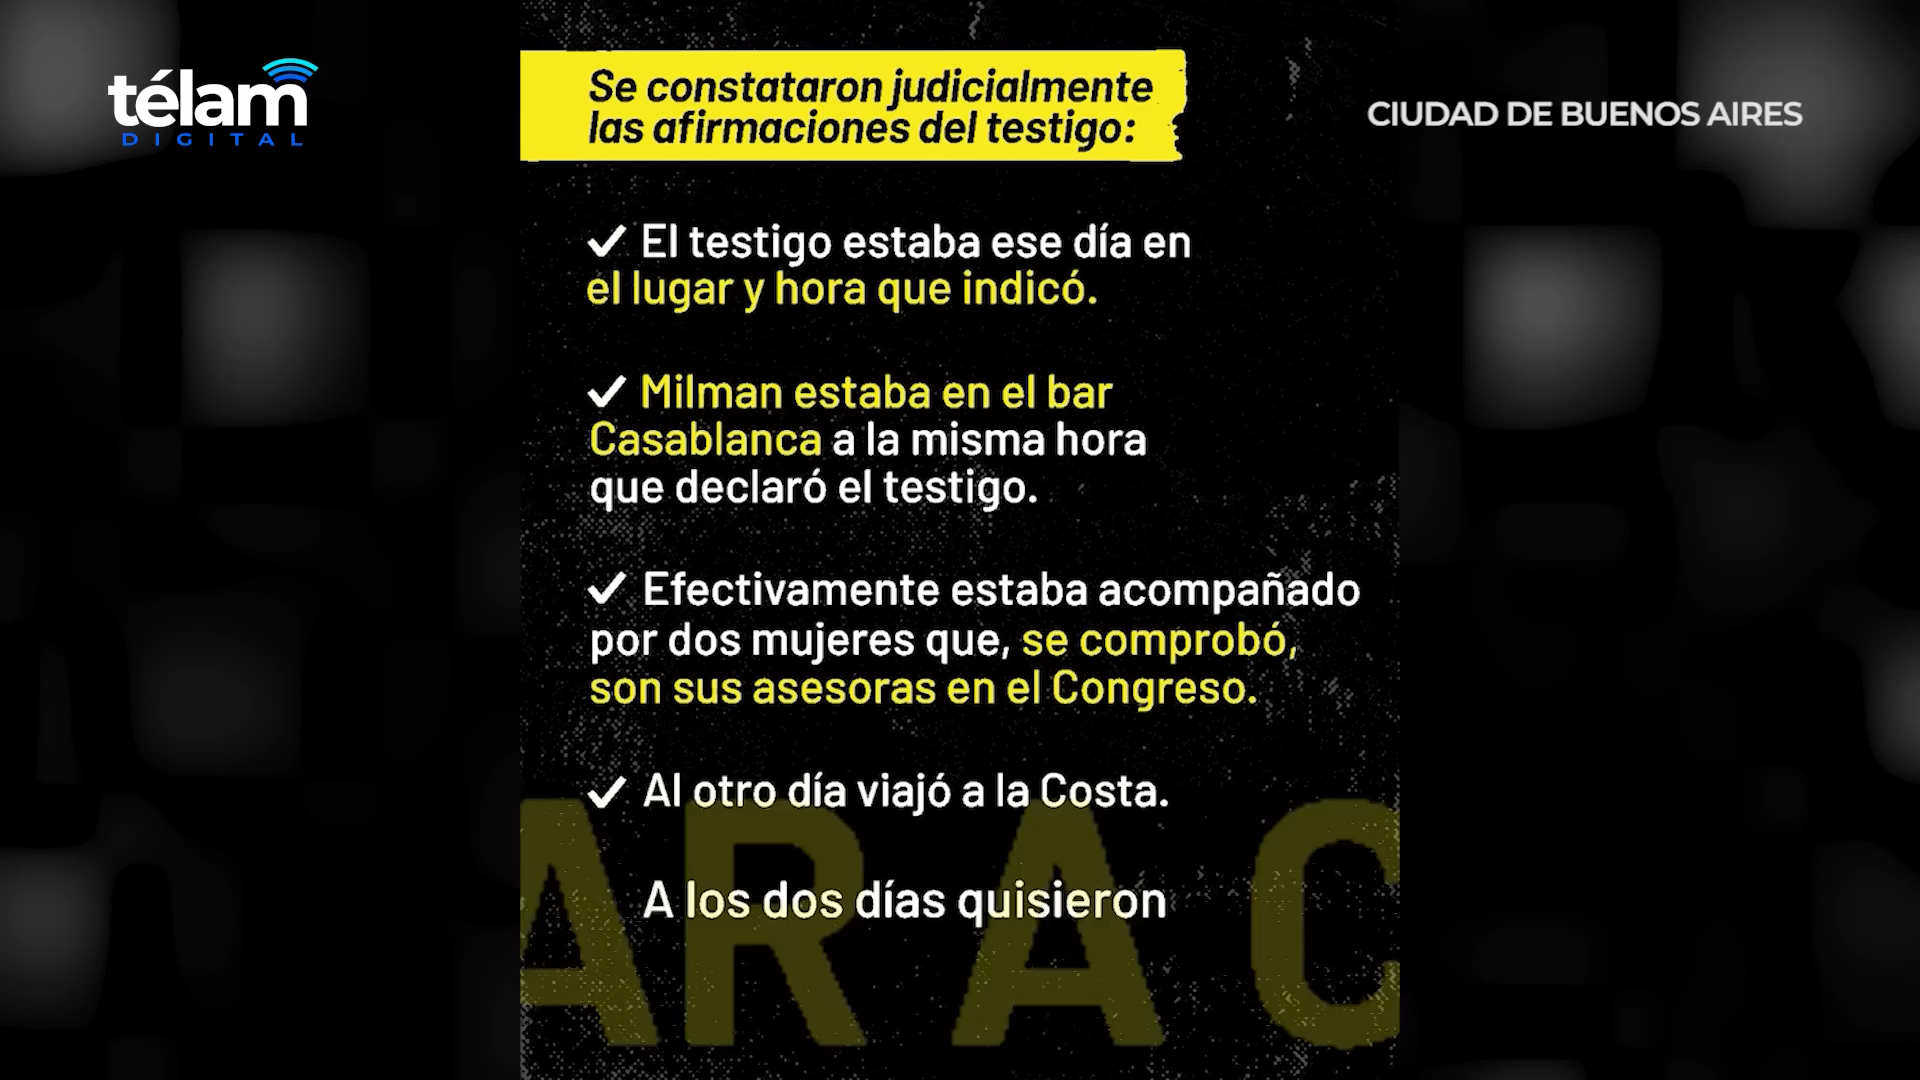 télam
DIGITAL
CIUDAD DE BUENOS AIRES
Se constataron judicialmente
las afirmaciones del testigo:
✓ El testigo estaba ese día en
el lugar y hora que indicó.
✓ Milman estaba en el bar
Casablanca a la misma hora
que declaró el testigo.
✓ Efectivamente estaba acompañado
por dos mujeres que, se comprobó,
son sus asesoras en el Congreso.
✓ Al otro día viajó a la Costa.
A los dos días quisieron
ARAC